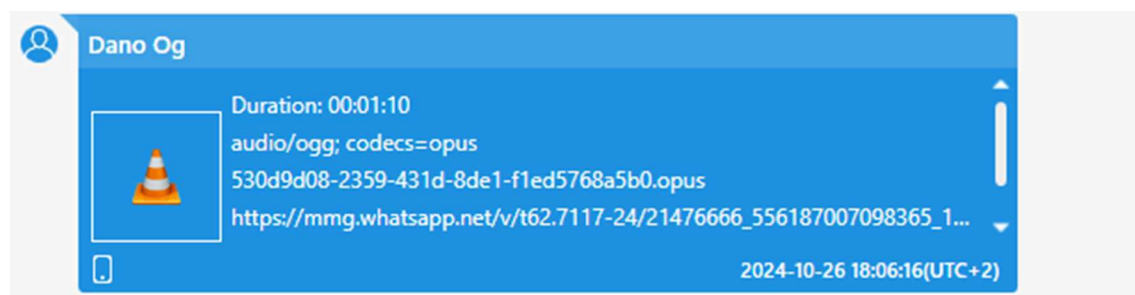 Dano Og
Duration: 00:01:10
audio/ogg; codecs=opus
530d9d08-2359-431d-8de1-f1ed5768a5b0.opus
https://mmg.whatsapp.net/v/t62.7117-24/21476666_556187007098365_1...
2024-10-26 18:06:16(UTC+2)